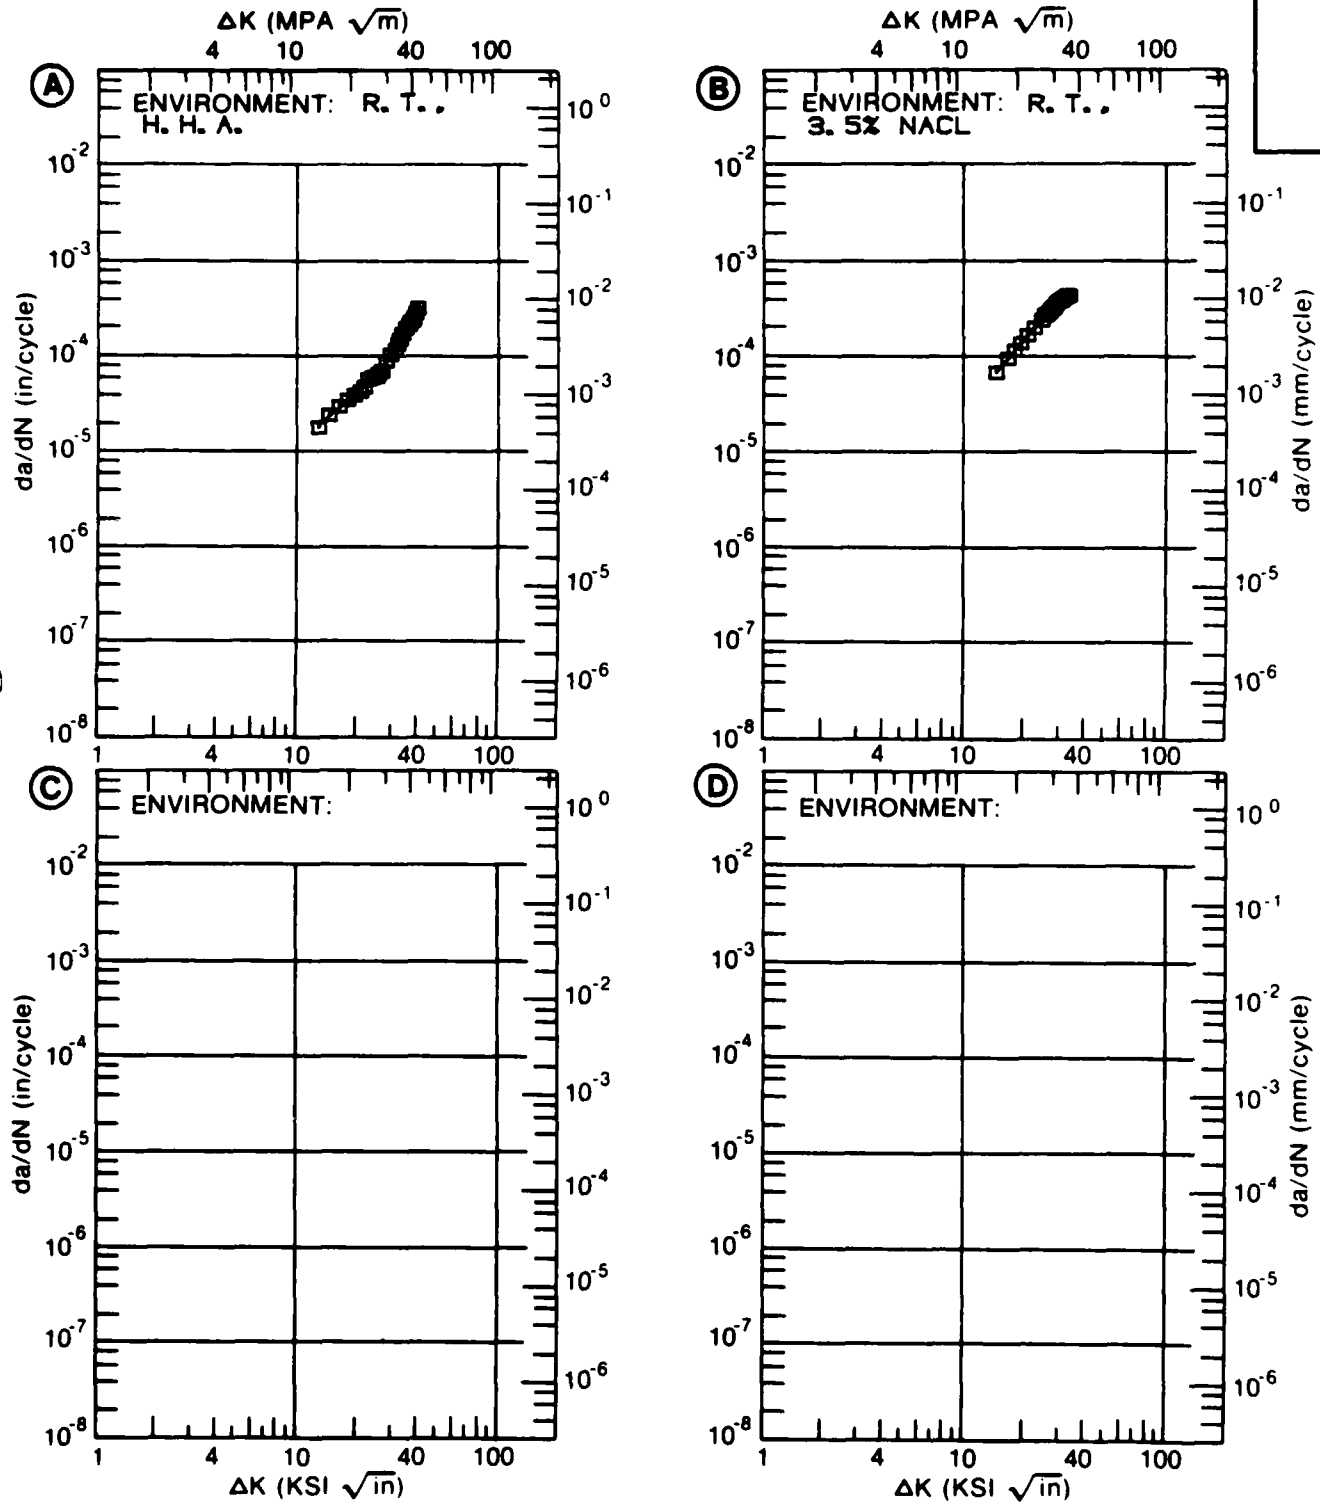 ΔK (MPA √m)
4 10 40 100
ΔK (MPA √m)
4 10 40 100
A
ENVIRONMENT: R. T.,
H. H. A.
10^0
10^-1
10^-2
10^-3
10^-4
10^-5
10^-6
10^-2
10^-3
10^-4
10^-5
10^-6
10^-7
10^-8
da/dN (in/cycle)
1 4 10 40 100
B
ENVIRONMENT: R. T.,
3. 5% NACL
10^-2
10^-3
10^-4
10^-5
10^-6
10^-7
10^-8
10^-1
10^-2
10^-3
10^-4
10^-5
10^-6
da/dN (mm/cycle)
1 4 10 40 100
C
ENVIRONMENT:
10^-2
10^-3
10^-4
10^-5
10^-6
10^-7
10^-8
10^0
10^-1
10^-2
10^-3
10^-4
10^-5
10^-6
da/dN (in/cycle)
1 4 10 40 100
ΔK (KSI √in)
D
ENVIRONMENT:
10^-2
10^-3
10^-4
10^-5
10^-6
10^-7
10^-8
10^0
10^-1
10^-2
10^-3
10^-4
10^-5
10^-6
da/dN (mm/cycle)
1 4 10 40 100
ΔK (KSI √in)